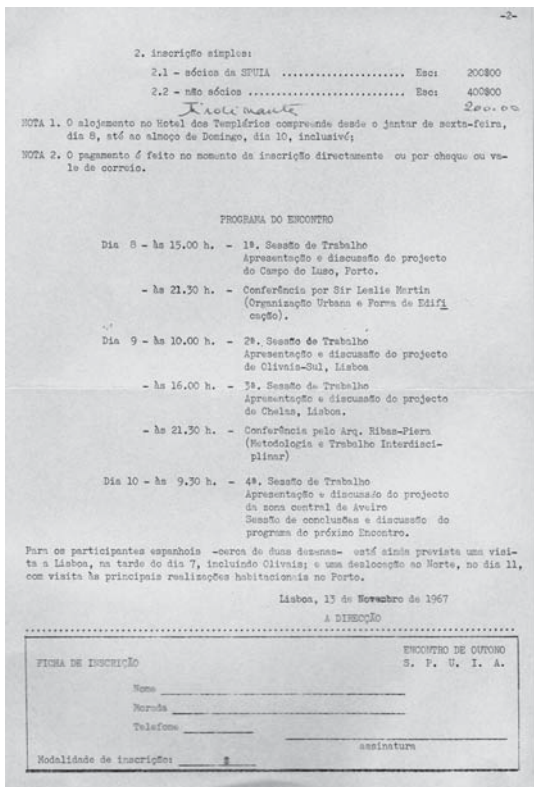 -2-
2. inscrição simples:
2.1 - sócios da SPUIA ...................... Esc: 200$00
2.2 - não sócios ........................... Esc: 400$00
200.00
NOTA 1. O alojamento no Hotel dos Templários compreende desde o jantar de sexta-feira,
dia 8, até ao almoço de Domingo, dia 10, inclusivé;
NOTA 2. O pagamento é feito no momento da inscrição directamente ou por cheque ou va-
le de correio.
PROGRAMA DO ENCONTRO
Dia 8 - às 15.00 h. - 1ª. Sessão de Trabalho
Apresentação e discussão do projecto
do Campo do Luso, Porto.
- às 21.30 h. - Conferência por Sir Leslie Martin
(Organização Urbana e Forma de Edifi
cação).
Dia 9 - às 10.00 h. - 2ª. Sessão de Trabalho
Apresentação e discussão do projecto
de Olivais-Sul, Lisboa
- às 16.00 h. - 3ª. Sessão de Trabalho
Apresentação e discussão do projecto
de Chelas, Lisboa.
- às 21.30 h. - Conferência pelo Arq. Ribas-Piera
(Metodologia e Trabalho Interdisci-
plinar)
Dia 10 - às 9.30 h. - 4ª. Sessão de Trabalho
Apresentação e discussão do projecto
da zona central de Aveiro
Sessão de conclusões e discussão do
programa do próximo Encontro.
Para os participantes espanhois -cerca de duas dezenas- está ainda prevista uma visi-
ta a Lisboa, na tarde do dia 7, incluindo Olivais; e uma deslocação ao Norte, no dia 11,
com visita às principais realizações habitacionais no Porto.
Lisboa, 13 de Novembro de 1967
A DIRECÇÃO
ENCONTRO DE OUTONO
FICHA DE INSCRIÇÃO S. P. U. I. A.
Nome
Morada
Telefone
assinatura
Modalidade de inscrição: